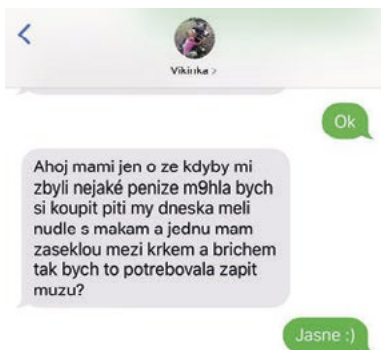 Vikinka >
Ok
Ahoj mami jen o ze kdyby mi
zbyli nejaké penize m9hla bych
si koupit piti my dneska meli
nudle s makam a jednu mam
zaseklou mezi krkem a brichem
tak bych to potrebovala zapit
muzu?
Jasne :)